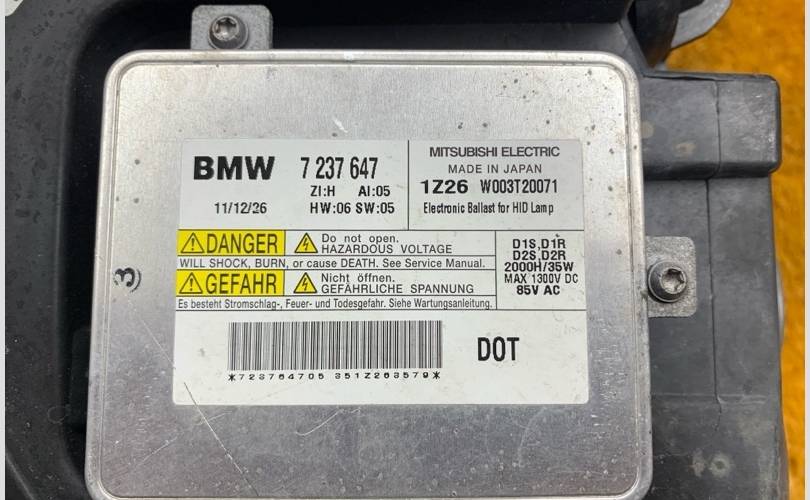 BMW 7 237 647
ZI:H AI:05
11/12/26 HW:06 SW:05
MITSUBISHI ELECTRIC
MADE IN JAPAN
1Z26 W003T20071
Electronic Ballast for HID Lamp
DANGER Do not open.
HAZARDOUS VOLTAGE
WILL SHOCK, BURN, or cause DEATH. See Service Manual.
GEFAHR Nicht öffnen.
GEFÄHRLICHE SPANNUNG
Es besteht Stromschlag-, Feuer- und Todesgefahr. Siehe Wartungsanleitung.
D1S,D1R
D2S,D2R
2000H/35W
MAX 1300V DC
85V AC
*723764705 351Z263579*
DOT
3